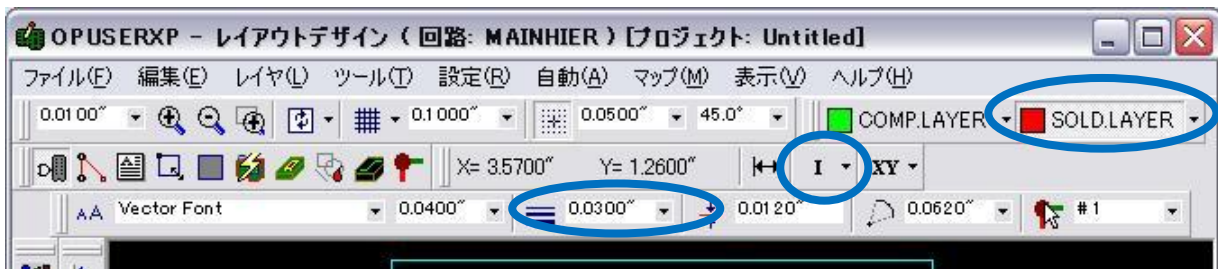 OPUSERXP - レイアウトデザイン ( 回路: MAINHIER ) [プロジェクト: Untitled]
ファイル(F) 編集(E) レイヤ(L) ツール(T) 設定(R) 自動(A) マップ(M) 表示(V) ヘルプ(H)
0.0100" 0.1000" 0.0500" 45.0° COMP.LAYER SOLD.LAYER
X= 3.5700" Y= 1.2600" I XY
AA Vector Font 0.0400" 0.0300" 0.0120" 0.0620" #1